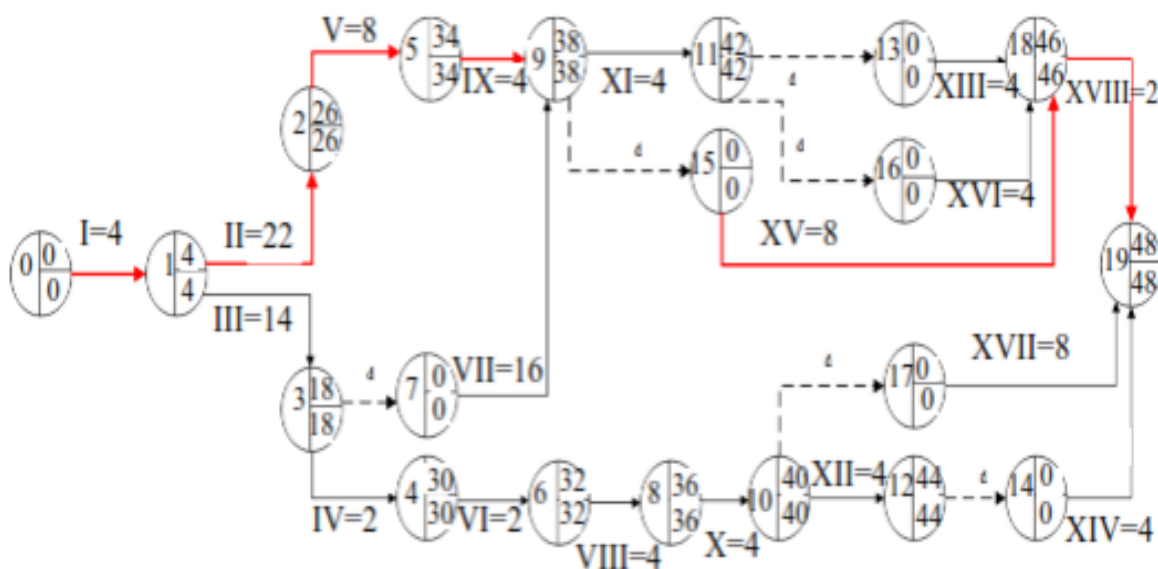 V=8
5 34 34
IX=4
9 38 38
XI=4
11 42 42
d
13 0 0
XIII=4
18 46 46
XVIII=2
2 26 26
d
15 0 0
d
16 0 0
XVI=4
I=4
II=22
XV=8
0 0 0
1 4 4
19 48 48
III=14
d
XVII=8
3 18 18
d
7 0 0
VII=16
17 0 0
IV=2
4 30 30
VI=2
6 32 32
VIII=4
8 36 36
X=4
10 40 40
XII=4
12 44 44
d
14 0 0
XIV=4